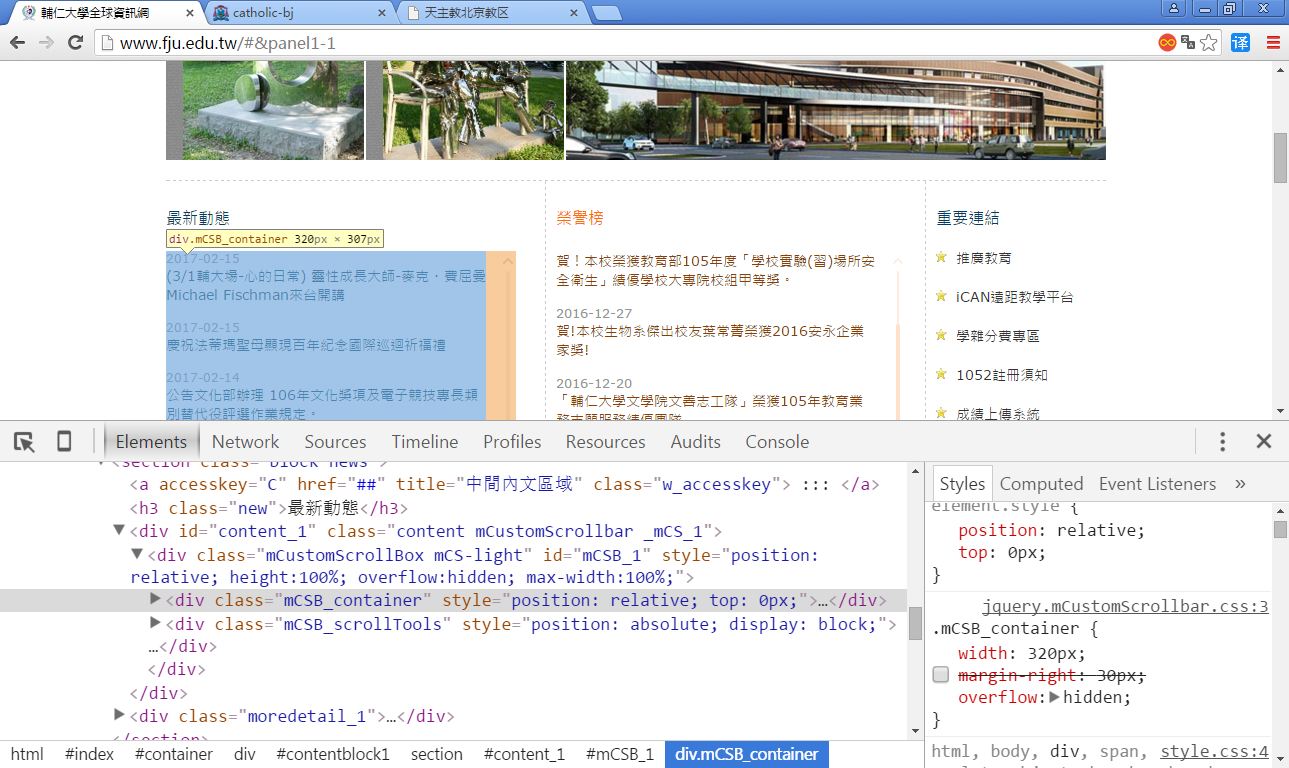 輔仁大學全球資訊網
catholic-bj
天主教北京教区
www.fju.edu.tw/#&panel1-1
译
最新動態
div.mCSB_container 320px × 307px
2017-02-15
(3/1輔大場-心的日常) 靈性成長大師-麥克・費屈曼
Michael Fischman來台開講
2017-02-15
慶祝法蒂瑪聖母顯現百年紀念國際巡迴祈福禮
2017-02-14
公告文化部辦理 106年文化獎項及電子競技專長類
別替代役評選作業規定。
榮譽榜
賀！本校榮獲教育部105年度「學校實驗(習)場所安
全衛生」績優學校大專院校組甲等獎。
2016-12-27
賀!本校生物系傑出校友葉常菁榮獲2016安永企業
家獎!
2016-12-20
「輔仁大學文學院文善志工隊」榮獲105年教育業
務志願服務績優團隊
重要連結
推廣教育
iCAN遠距教學平台
學雜分費專區
1052註冊須知
成績上傳系統
Elements Network Sources Timeline Profiles Resources Audits Console
<section class="block news">
<a accesskey="C" href="##" title="中間內文區域" class="w_accesskey"> ::: </a>
<h3 class="new">最新動態</h3>
▼<div id="content_1" class="content mCustomScrollbar _mCS_1">
▼<div class="mCustomScrollBox mCS-light" id="mCSB_1" style="position:
relative; height:100%; overflow:hidden; max-width:100%;">
▶<div class="mCSB_container" style="position: relative; top: 0px;">…</div>
▶<div class="mCSB_scrollTools" style="position: absolute; display: block;">
…</div>
</div>
</div>
▶<div class="moredetail_1">…</div>
</section>
html #index #container div #contentblock1 section #content_1 #mCSB_1 div.mCSB_container
Styles Computed Event Listeners »
element.style {
position: relative;
top: 0px;
}
jquery.mCustomScrollbar.css:3
.mCSB_container {
width: 320px;
margin-right: 30px;
overflow:▶hidden;
}
html, body, div, span, style.css:4